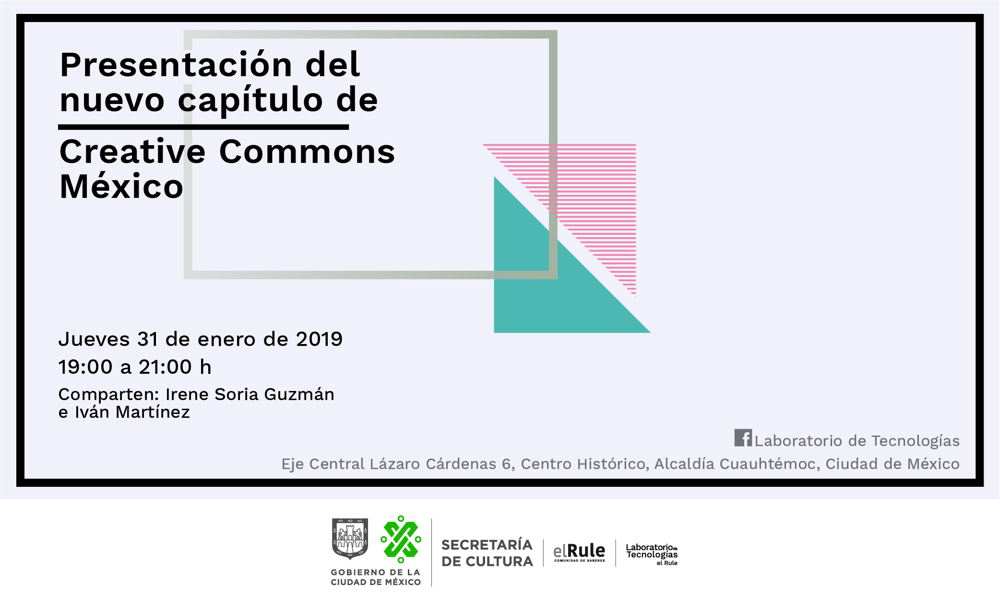 Presentación del
nuevo capítulo de
Creative Commons
México
Jueves 31 de enero de 2019
19:00 a 21:00 h
Comparten: Irene Soria Guzmán
e Iván Martínez
Laboratorio de Tecnologías
Eje Central Lázaro Cárdenas 6, Centro Histórico, Alcaldía Cuauhtémoc, Ciudad de México
GOBIERNO DE LA
CIUDAD DE MÉXICO
SECRETARÍA
DE CULTURA
elRule
COMUNIDAD DE SABERES
Laboratorio de
Tecnologías
el Rule